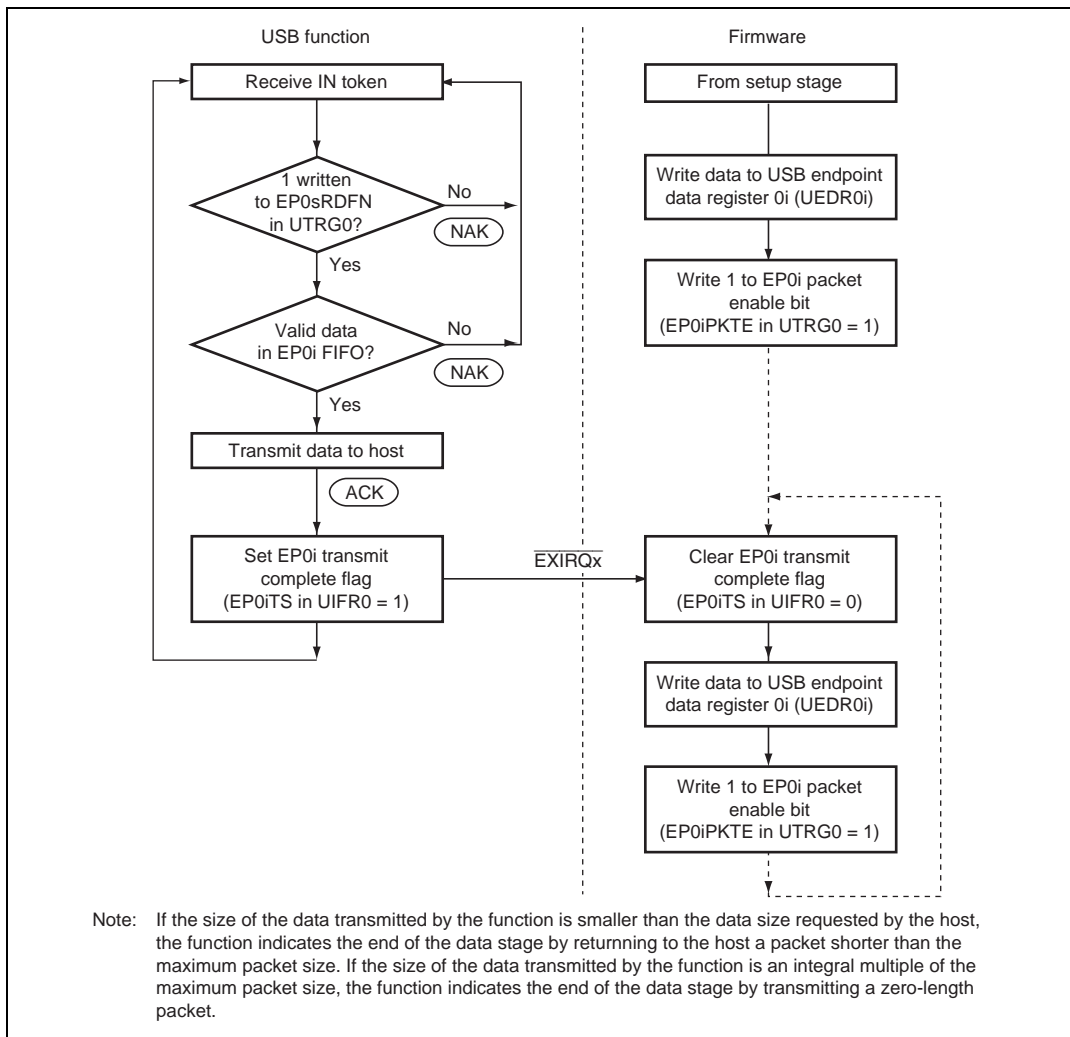 USB function
Firmware
Receive IN token
From setup stage
1 written
to EP0sRDFN
in UTRG0?
No
NAK
Yes
Write data to USB endpoint
data register 0i (UEDR0i)
Valid data
in EP0i FIFO?
No
NAK
Yes
Write 1 to EP0i packet
enable bit
(EP0iPKTE in UTRG0 = 1)
Transmit data to host
ACK
Set EP0i transmit
complete flag
(EP0iTS in UIFR0 = 1)
EXIRQx
Clear EP0i transmit
complete flag
(EP0iTS in UIFR0 = 0)
Write data to USB endpoint
data register 0i (UEDR0i)
Write 1 to EP0i packet
enable bit
(EP0iPKTE in UTRG0 = 1)
Note: If the size of the data transmitted by the function is smaller than the data size requested by the host,
the function indicates the end of the data stage by returnning to the host a packet shorter than the
maximum packet size. If the size of the data transmitted by the function is an integral multiple of the
maximum packet size, the function indicates the end of the data stage by transmitting a zero-length
packet.